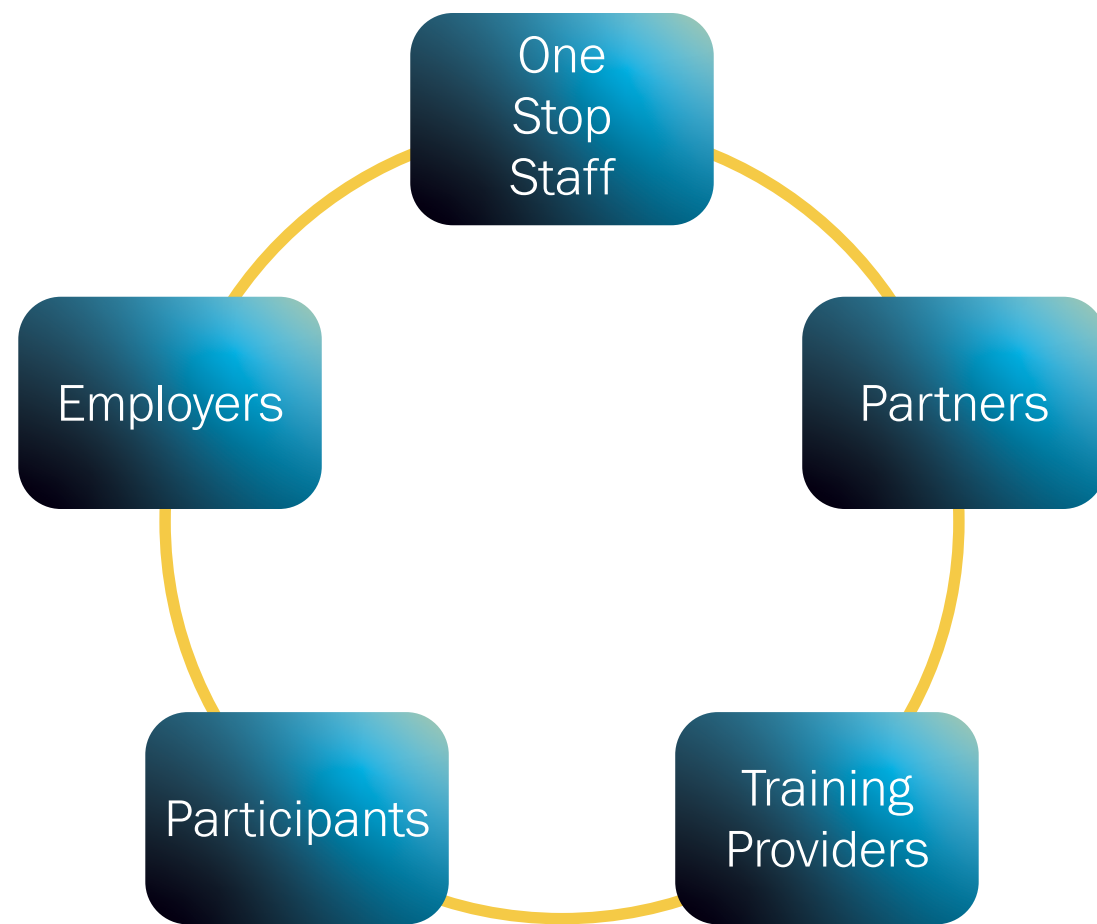 One
Stop
Staff
Employers
Partners
Participants
Training
Providers